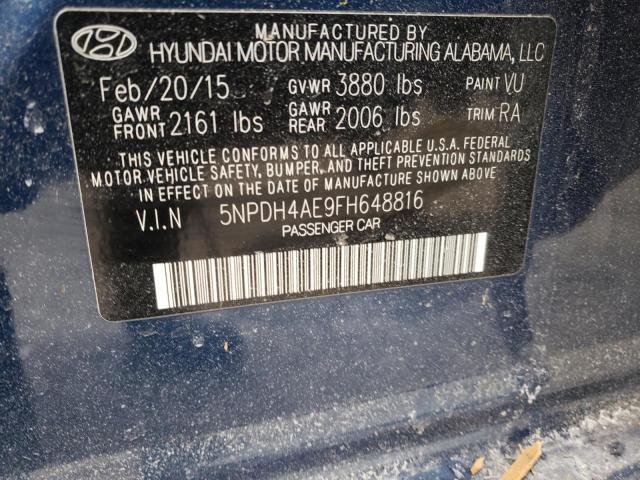 MANUFACTURED BY
HYUNDAI MOTOR MANUFACTURING ALABAMA, LLC
Feb/20/15 GVWR 3880 lbs PAINT VU
GAWR FRONT 2161 lbs GAWR REAR 2006 lbs TRIM RA
THIS VEHICLE CONFORMS TO ALL APPLICABLE U.S.A. FEDERAL
MOTOR VEHICLE SAFETY, BUMPER, AND THEFT PREVENTION STANDARDS
IN EFFECT ON THE DATE OF MANUFACTURE SHOWN ABOVE.
V.I.N 5NPDH4AE9FH648816
PASSENGER CAR